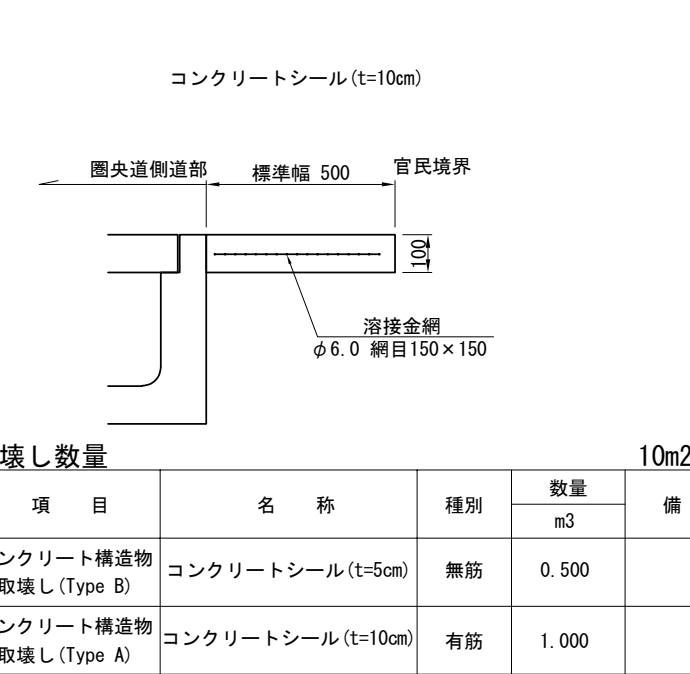 コンクリートシール(t=10cm)
圏央道側道部
標準幅 500
官民境界
100
溶接金網
φ6.0 網目150×150
壊し数量
10m2
項 目
名 称
種別
数量
m3
備
ンクリート構造物
取壊し(Type B)
コンクリートシール(t=5cm)
無筋
0.500
ンクリート構造物
取壊し(Type A)
コンクリートシール(t=10cm)
有筋
1.000